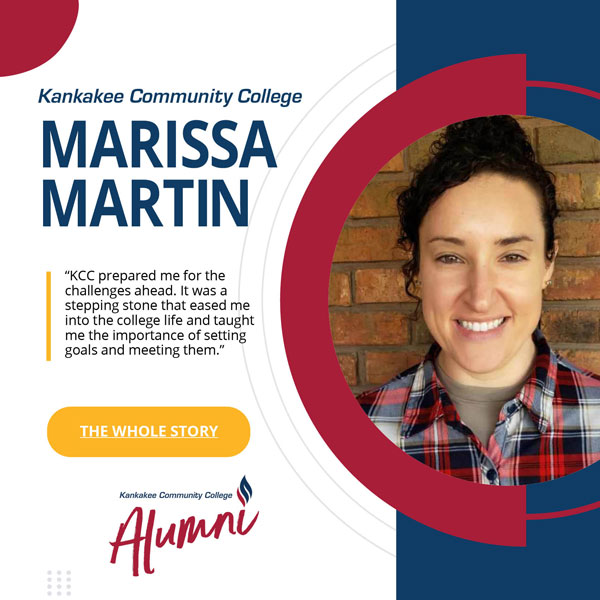 Kankakee Community College
MARISSA
MARTIN
“KCC prepared me for the
challenges ahead. It was a
stepping stone that eased me
into the college life and taught
me the importance of setting
goals and meeting them.”
THE WHOLE STORY
Kankakee Community College
Alumni